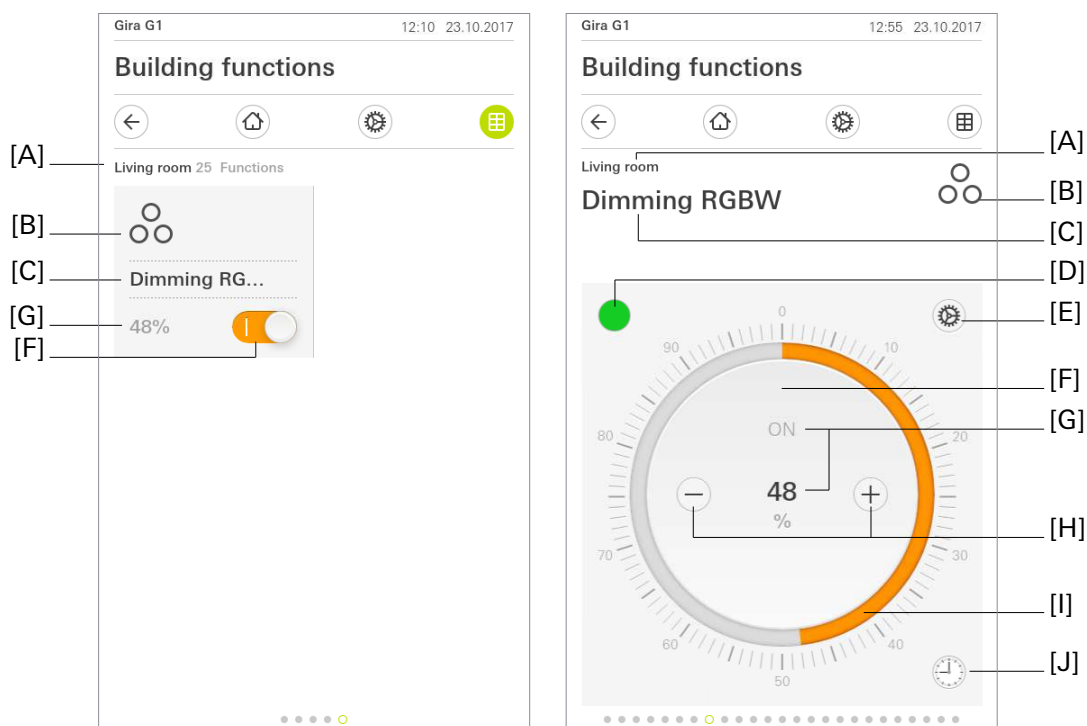 Gira G1 12:10 23.10.2017
Building functions
[A]
Living room 25 Functions
[B]
[C]
Dimming RG...
[G]
48%
[F]
Gira G1 12:55 23.10.2017
Building functions
[A]
Living room
[B]
Dimming RGBW
[C]
[D]
[E]
0
90
10
[F]
[G]
ON
80
20
48
%
[H]
70
30
[I]
60
40
[J]
50